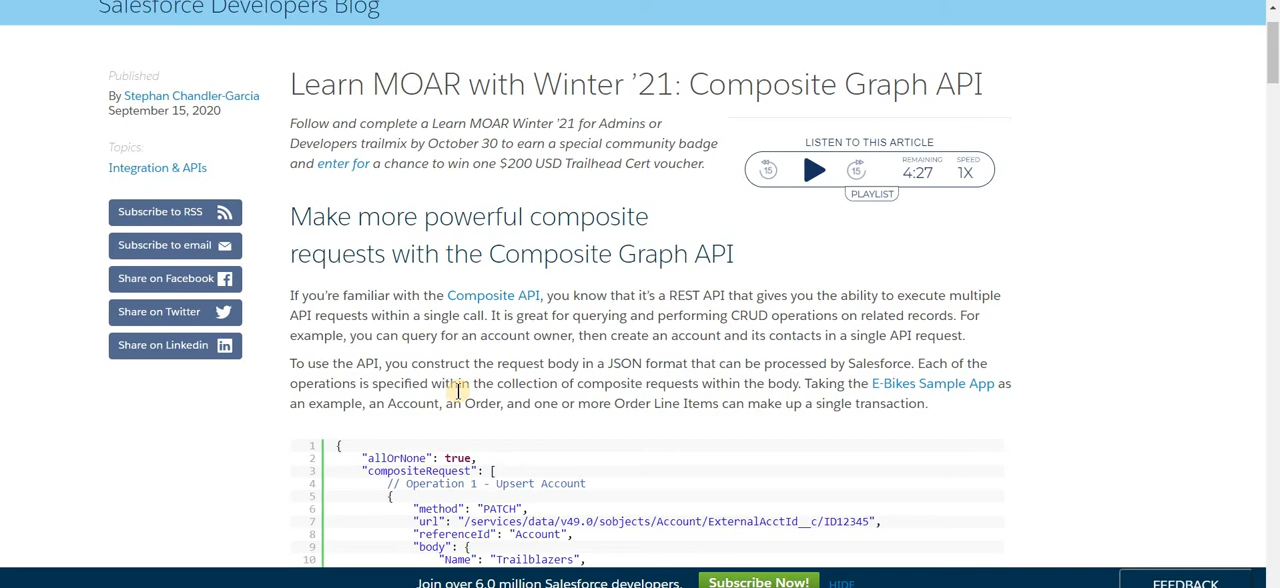 Salesforce Developers Blog
Published
By Stephan Chandler-Garcia
September 15, 2020
Topics:
Integration & APIs
Subscribe to RSS
Subscribe to email
Share on Facebook
Share on Twitter
Share on Linkedin
Learn MOAR with Winter ’21: Composite Graph API
Follow and complete a Learn MOAR Winter ’21 for Admins or
Developers trailmix by October 30 to earn a special community badge
and enter for a chance to win one $200 USD Trailhead Cert voucher.
LISTEN TO THIS ARTICLE
15
15
REMAINING
4:27
SPEED
1X
PLAYLIST
Make more powerful composite
requests with the Composite Graph API
If you’re familiar with the Composite API, you know that it’s a REST API that gives you the ability to execute multiple
API requests within a single call. It is great for querying and performing CRUD operations on related records. For
example, you can query for an account owner, then create an account and its contacts in a single API request.
To use the API, you construct the request body in a JSON format that can be processed by Salesforce. Each of the
operations is specified within the collection of composite requests within the body. Taking the E-Bikes Sample App as
an example, an Account, an Order, and one or more Order Line Items can make up a single transaction.
1 {
2 "allOrNone": true,
3 "compositeRequest": [
4 // Operation 1 - Upsert Account
5 {
6 "method": "PATCH",
7 "url": "/services/data/v49.0/sobjects/Account/ExternalAcctId__c/ID12345",
8 "referenceId": "Account",
9 "body": {
10 "Name": "Trailblazers",
Join over 6.0 million Salesforce developers.
Subscribe Now!
HIDE
FEEDBACK